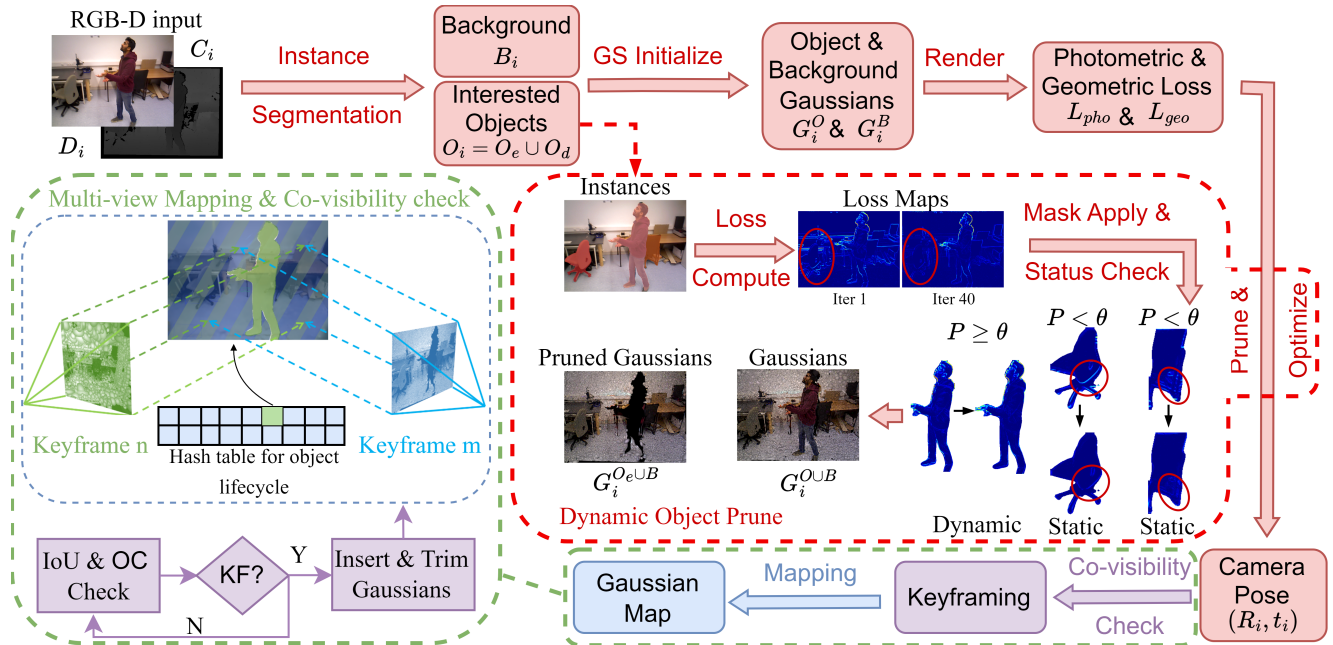 RGB-D input
C_i
D_i
Instance
Segmentation
Background
B_i
Interested
Objects
O_i = O_e ∪ O_d
GS Initialize
Object &
Background
Gaussians
G_i^O & G_i^B
Render
Photometric &
Geometric Loss
L_{pho} & L_{geo}
Multi-view Mapping & Co-visibility check
Keyframe n
Keyframe m
Hash table for object
lifecycle
IoU & OC
Check
KF?
Y
N
Insert & Trim
Gaussians
Instances
Loss
Compute
Loss Maps
Iter 1
Iter 40
Mask Apply &
Status Check
P ≥ θ
P < θ
P < θ
Pruned Gaussians
Gaussians
G_i^{O_e∪B}
G_i^{O∪B}
Dynamic Object Prune
Dynamic
Static
Static
Prune &
Optimize
Gaussian
Map
Mapping
Keyframing
Co-visibility
Check
Camera
Pose
(R_i, t_i)